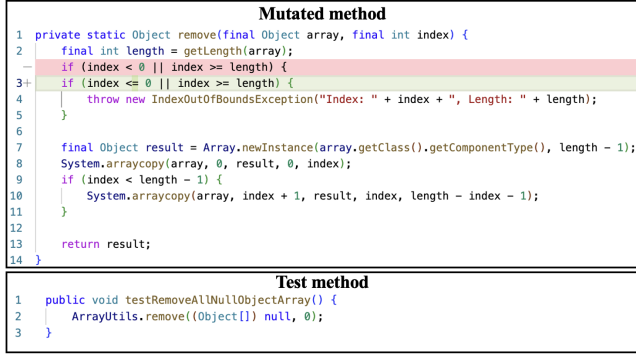 Mutated method
1 private static Object remove(final Object array, final int index) {
2 final int length = getLength(array);
– if (index < 0 || index >= length) {
3+ if (index <= 0 || index >= length) {
4 throw new IndexOutOfBoundsException("Index: " + index + ", Length: " + length);
5 }
6
7 final Object result = Array.newInstance(array.getClass().getComponentType(), length - 1);
8 System.arraycopy(array, 0, result, 0, index);
9 if (index < length - 1) {
10 System.arraycopy(array, index + 1, result, index, length - index - 1);
11 }
12
13 return result;
14 }
Test method
1 public void testRemoveAllNullObjectArray() {
2 ArrayUtils.remove((Object[]) null, 0);
3 }